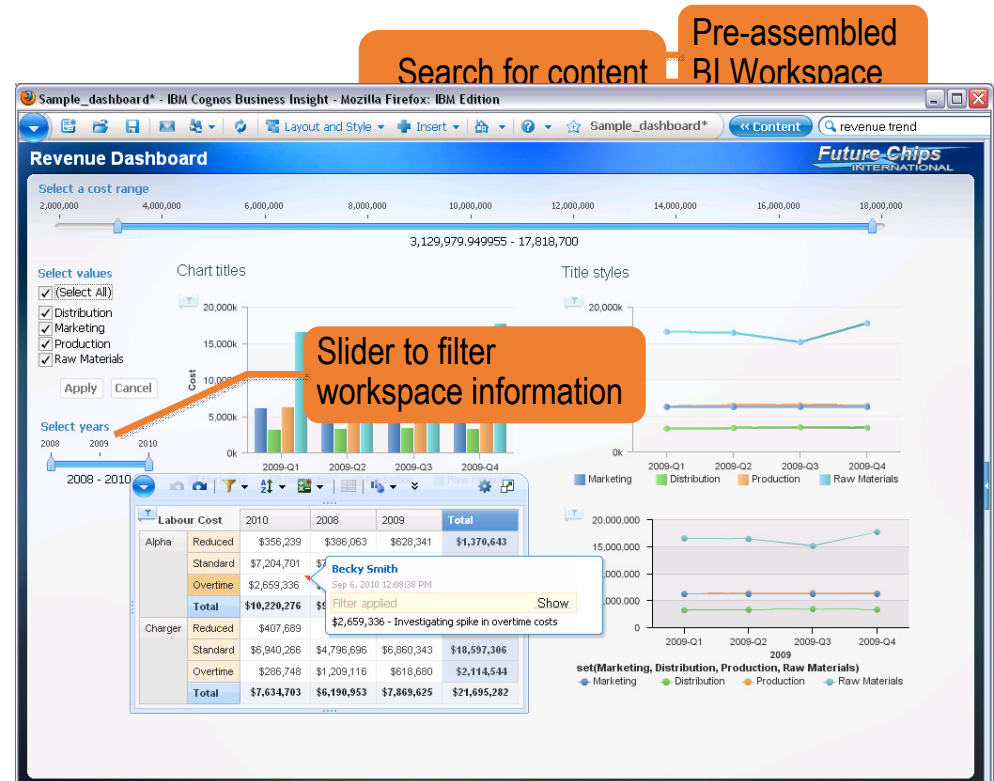 Pre-assembled
Search for content
BI Workspace
Sample_dashboard* - IBM Cognos Business Insight - Mozilla Firefox: IBM Edition
Layout and Style
Insert
Sample_dashboard*
Content
revenue trend
Revenue Dashboard
Future Chips
INTERNATIONAL
Select a cost range
2,000,000 4,000,000 6,000,000 8,000,000 10,000,000 12,000,000 14,000,000 16,000,000 18,000,000
3,129,979.949955 - 17,818,700
Select values
(Select All)
Distribution
Marketing
Production
Raw Materials
Apply Cancel
Select years
2008 2009 2010
2008 - 2010
Chart titles
20,000k
15,000k
10,000k
5,000k
0k
Cost
2009-Q1 2009-Q2 2009-Q3 2009-Q4
Slider to filter
workspace information
Title styles
20,000k
0k
2009-Q1 2009-Q2 2009-Q3 2009-Q4
Marketing Distribution Production Raw Materials
Labour Cost 2010 2008 2009 Total
Alpha Reduced $356,239 $386,063 $628,341 $1,370,643
Standard $7,204,701
Overtime $2,659,336
Total $10,220,276
Charger Reduced $407,689
Standard $6,940,266 $4,796,696 $6,860,343 $18,597,306
Overtime $286,748 $1,209,116 $618,680 $2,114,544
Total $7,634,703 $6,190,953 $7,869,625 $21,695,282
Becky Smith
Sep 6, 2010 12:08:38 PM
Filter applied Show
$2,659,336 - Investigating spike in overtime costs
20,000,000
15,000,000
0
2009-Q1 2009-Q2 2009-Q3 2009-Q4
2009
set(Marketing, Distribution, Production, Raw Materials)
Marketing Distribution Production Raw Materials